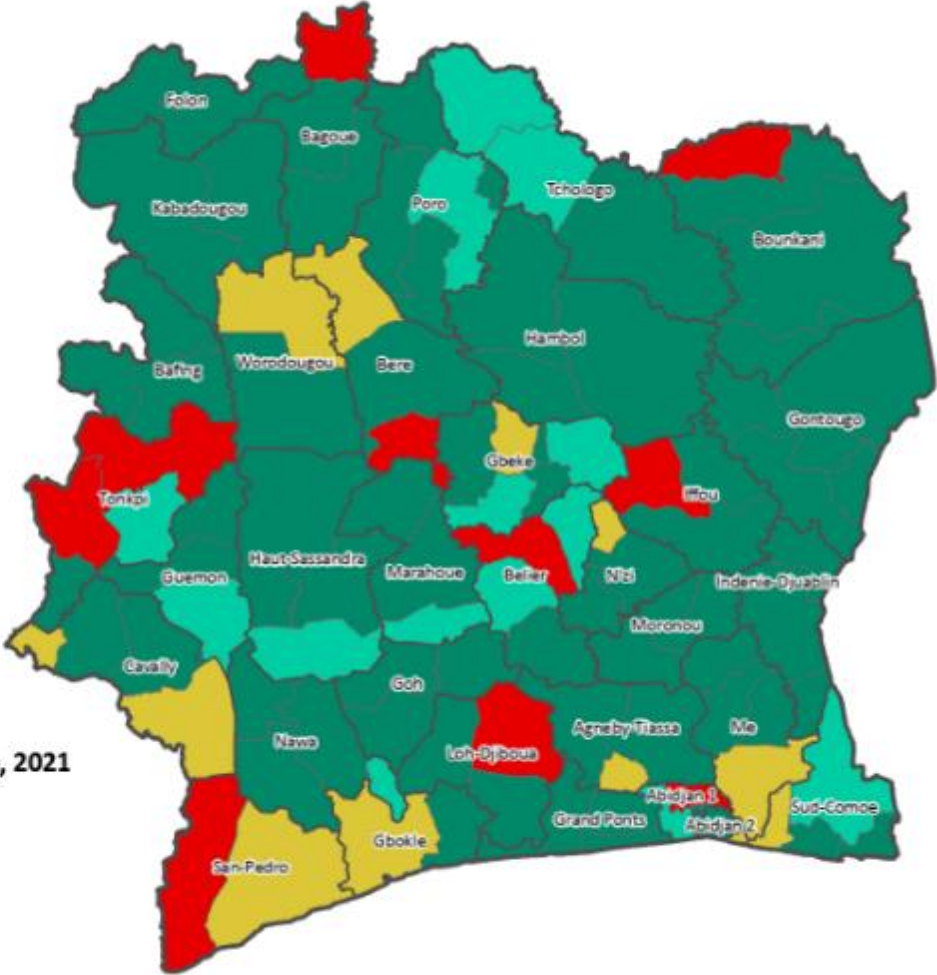 Folon
Bagoue
Kabadougou
Poro
Tchologo
Bounkani
Hambol
Worodougou
Bere
Bafing
Gontougo
Gbeke
Tonkpi
Iffou
Haut-Sassandra
Marahoue
Belier
N'zi
Guemon
Indenie-Djuablin
Moronou
Cavally
Goh
Nawa
Loh-Djiboua
Agneby-Tiassa
Me
, 2021
Abidjan 1
Sud-Comoe
Grand Ponts
Abidjan 2
Gbokle
San-Pedro